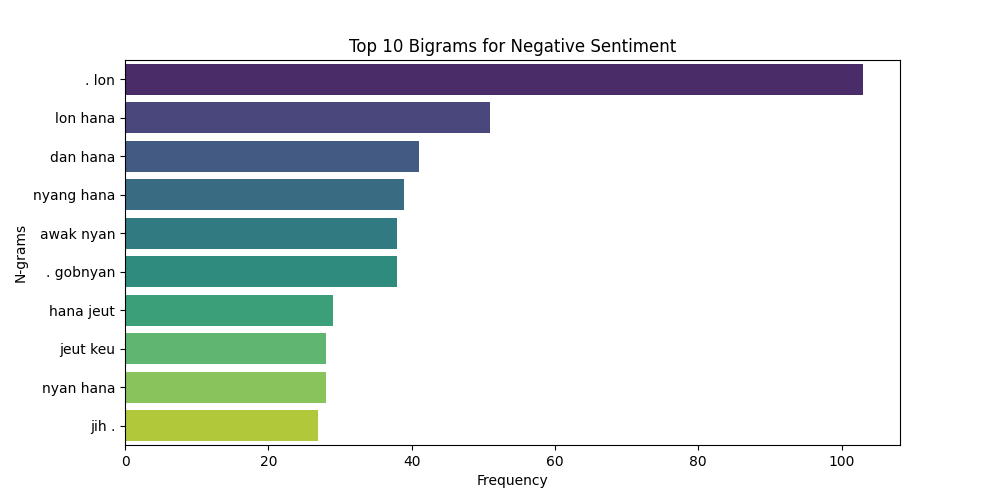 Top 10 Bigrams for Negative Sentiment
. lon
lon hana
dan hana
nyang hana
awak nyan
. gobnyan
hana jeut
jeut keu
nyan hana
jih .
N-grams
0 20 40 60 80 100
Frequency